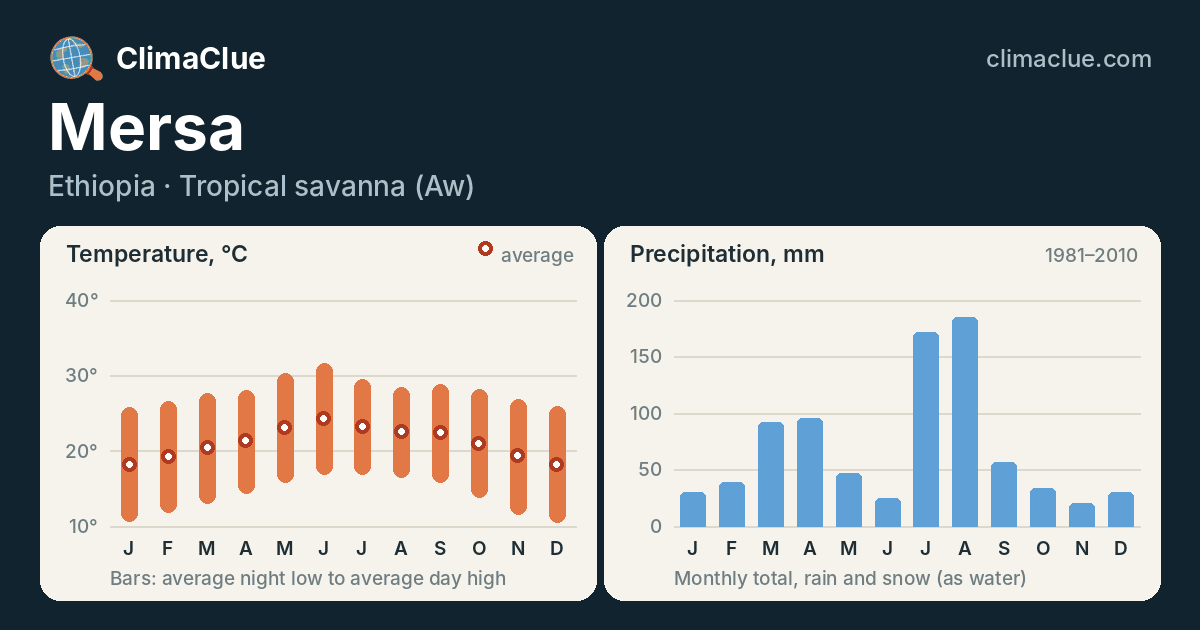 ClimaClue
climaclue.com
Mersa
Ethiopia · Tropical savanna (Aw)
Temperature, °C
average
40°
30°
20°
10°
J F M A M J J A S O N D
Bars: average night low to average day high
Precipitation, mm
1981–2010
200
150
100
50
0
J F M A M J J A S O N D
Monthly total, rain and snow (as water)